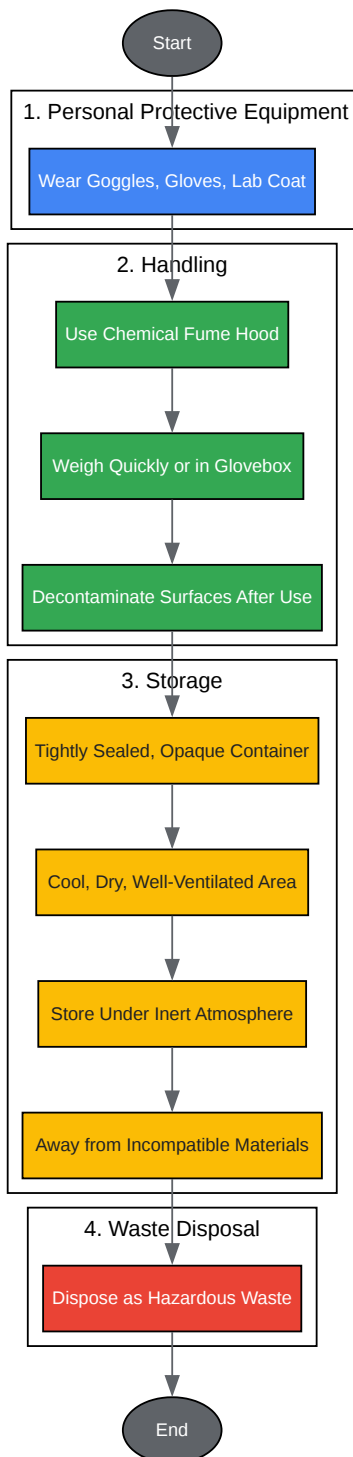 Start
1. Personal Protective Equipment
Wear Goggles, Gloves, Lab Coat
2. Handling
Use Chemical Fume Hood
Weigh Quickly or in Glovebox
Decontaminate Surfaces After Use
3. Storage
Tightly Sealed, Opaque Container
Cool, Dry, Well-Ventilated Area
Store Under Inert Atmosphere
Away from Incompatible Materials
4. Waste Disposal
Dispose as Hazardous Waste
End